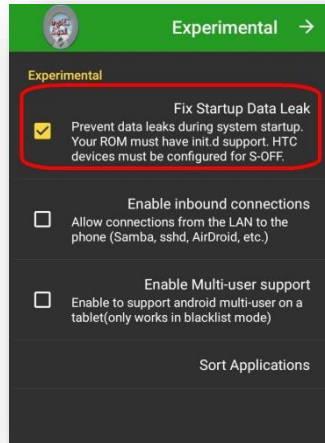 Experimental →
Experimental
Fix Startup Data Leak
Prevent data leaks during system startup.
Your ROM must have init.d support. HTC
devices must be configured for S-OFF.
Enable inbound connections
Allow connections from the LAN to the
phone (Samba, sshd, AirDroid, etc.)
Enable Multi-user support
Enable to support android multi-user on a
tablet(only works in blacklist mode)
Sort Applications